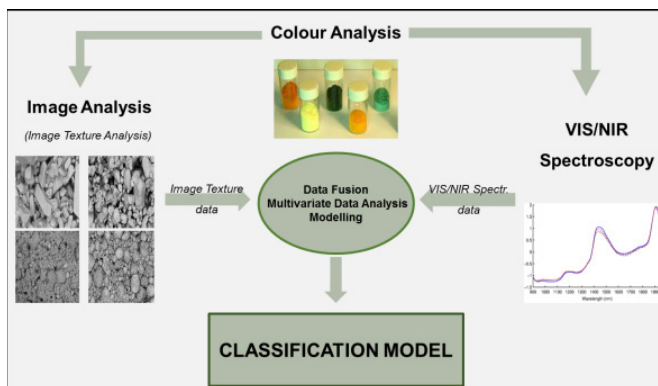 Colour Analysis
Image Analysis
(Image Texture Analysis)
VIS/NIR
Spectroscopy
Image Texture
data
Data Fusion
Multivariate Data Analysis
Modelling
VIS/NIR Spectr.
data
CLASSIFICATION MODEL
Wavelength (nm)